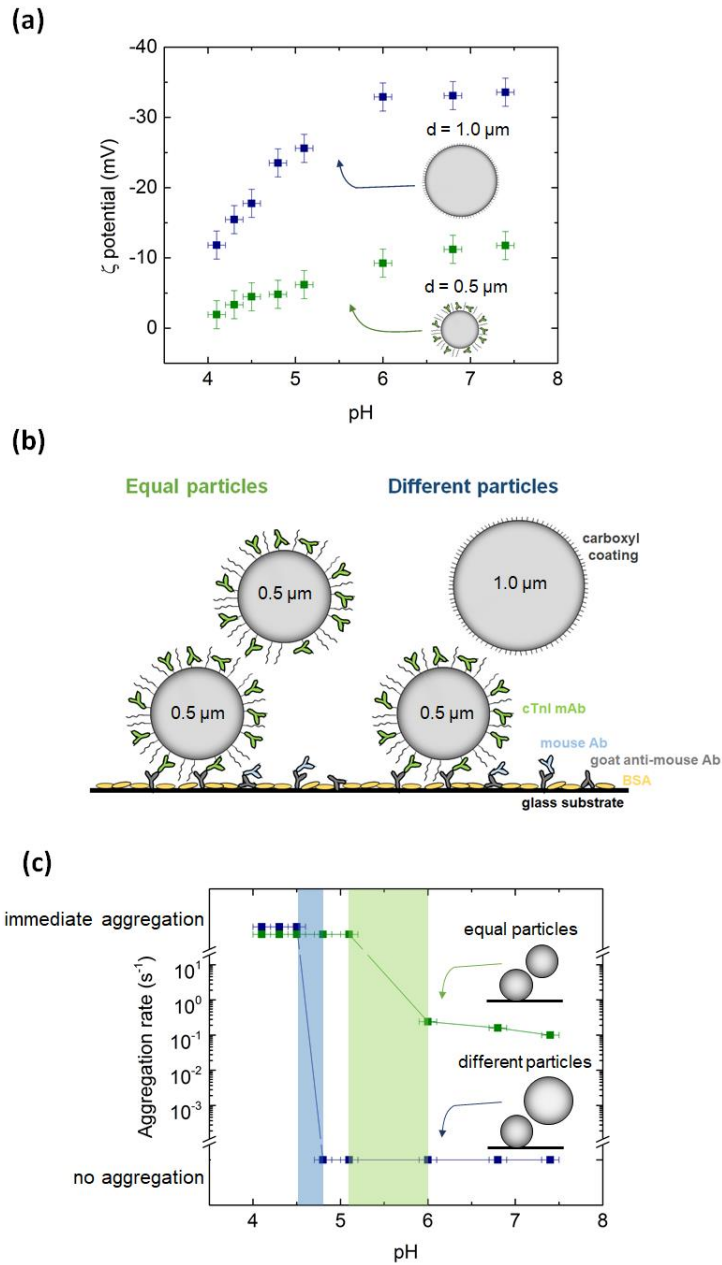 (a)
-40
-30
-20
-10
0
ζ potential (mV)
d = 1.0 μm
d = 0.5 μm
4 5 6 7 8
pH
(b)
Equal particles Different particles
carboxyl
coating
0.5 μm
1.0 μm
0.5 μm
0.5 μm
cTnI mAb
mouse Ab
goat anti-mouse Ab
BSA
glass substrate
(c)
immediate aggregation
equal particles
10¹
10⁰
10⁻¹
10⁻²
10⁻³
Aggregation rate (s⁻¹)
different particles
no aggregation
4 5 6 7 8
pH